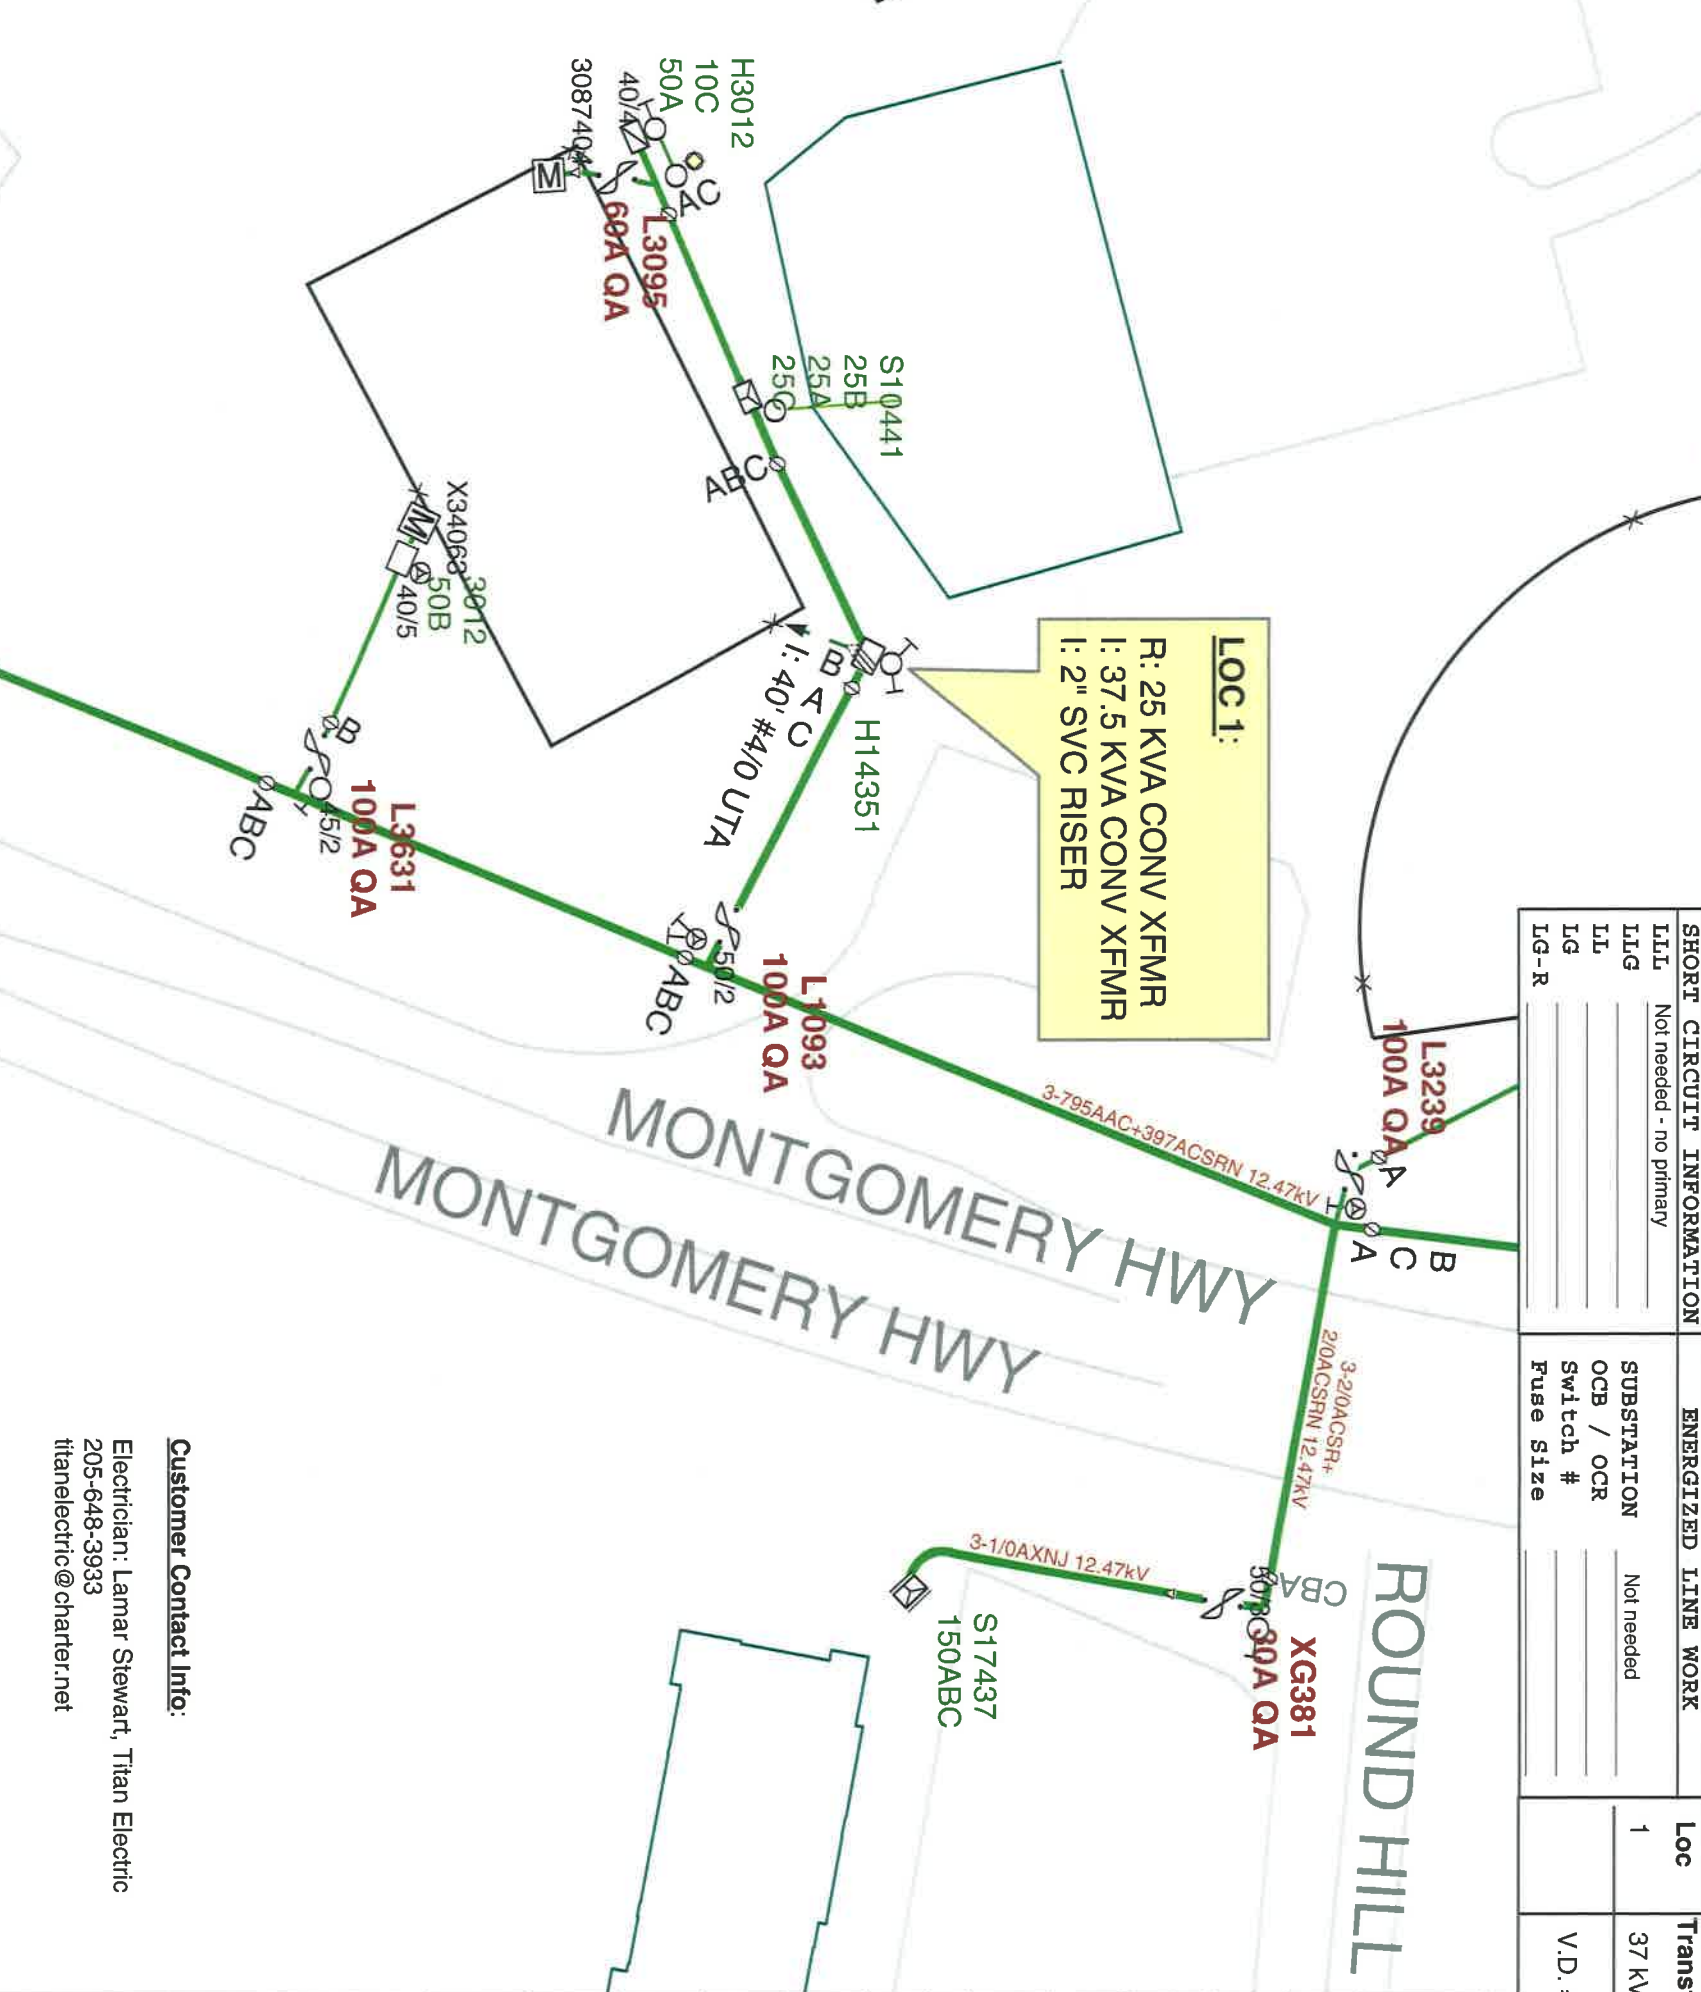 SHORT CIRCUIT INFORMATION
LLL Not needed - no primary
LLG
LL
LG
LG-R
ENERGIZED LINE WORK
SUBSTATION Not needed
OCB / OCR
Switch #
Fuse Size
Loc
1
37
V.D.
LOC 1:
R: 25 KVA CONV XFMR
I: 37.5 KVA CONV XFMR
I: 2" SVC RISER
H3012
10C
50A
40/4
308740
M
C
AC
L3095
60A QA
S10441
25B
25A
25C
ABC
X34063
3012
50B
M
A
40/5
B
45/2
L3631
100A QA
ABC
B
A
C
I: 40' #4/0 UTA
H14351
50/2
A
ABC
L1093
100A QA
3-795AAC+397ACSRN 12.47kV
L3239
100A QA
A
A
A
C
B
MONTGOMERY HWY
MONTGOMERY HWY
3-2/0ACSR+
2/0ACSRN 12.47kV
3-1/0AXNJ 12.47kV
S17437
150ABC
CBA
50/3
XG381
30A QA
ROUND HILL
Customer Contact Info:
Electrician: Lamar Stewart, Titan Electric
205-648-3933
titanelectric@charter.net